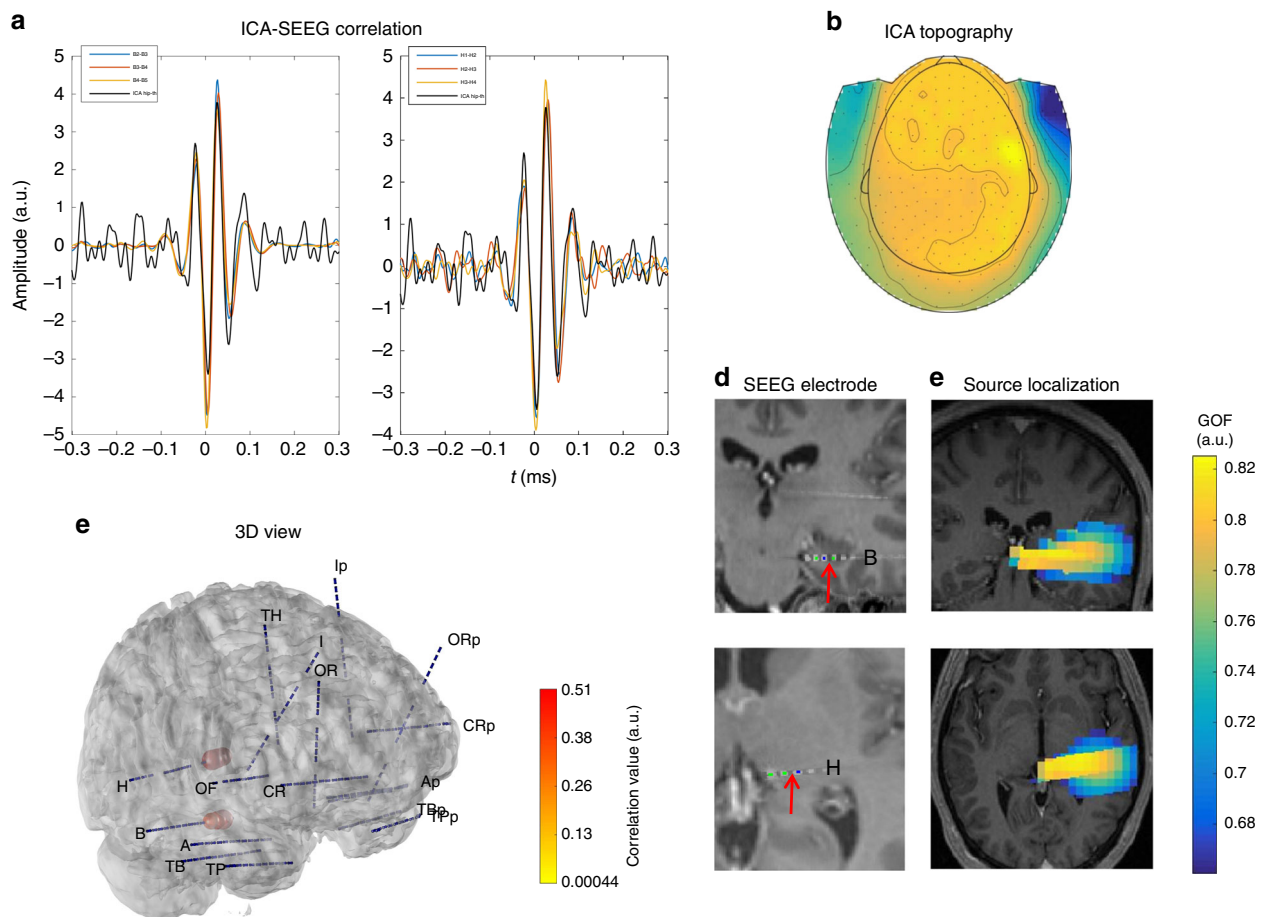 a
ICA-SEEG correlation
B2-B3
B3-B4
B4-B5
ICA hip-th
5
4
3
2
1
0
−1
−2
−3
−4
−5
Amplitude (a.u.)
−0.3 −0.2 −0.1 0 0.1 0.2 0.3
H1-H2
H2-H3
H3-H4
ICA hip-th
5
4
3
2
1
0
−1
−2
−3
−4
−0.3 −0.2 −0.1 0 0.1 0.2 0.3
t (ms)
b
ICA topography
d SEEG electrode
B
H
e Source localization
GOF
(a.u.)
0.82
0.8
0.78
0.76
0.74
0.72
0.7
0.68
e
3D view
Ip
TH
I
OR
ORp
CRp
H
OF
CR
Ap
TBp
TPp
B
A
TB
TP
0.51
0.38
0.26
0.13
0.00044
Correlation value (a.u.)